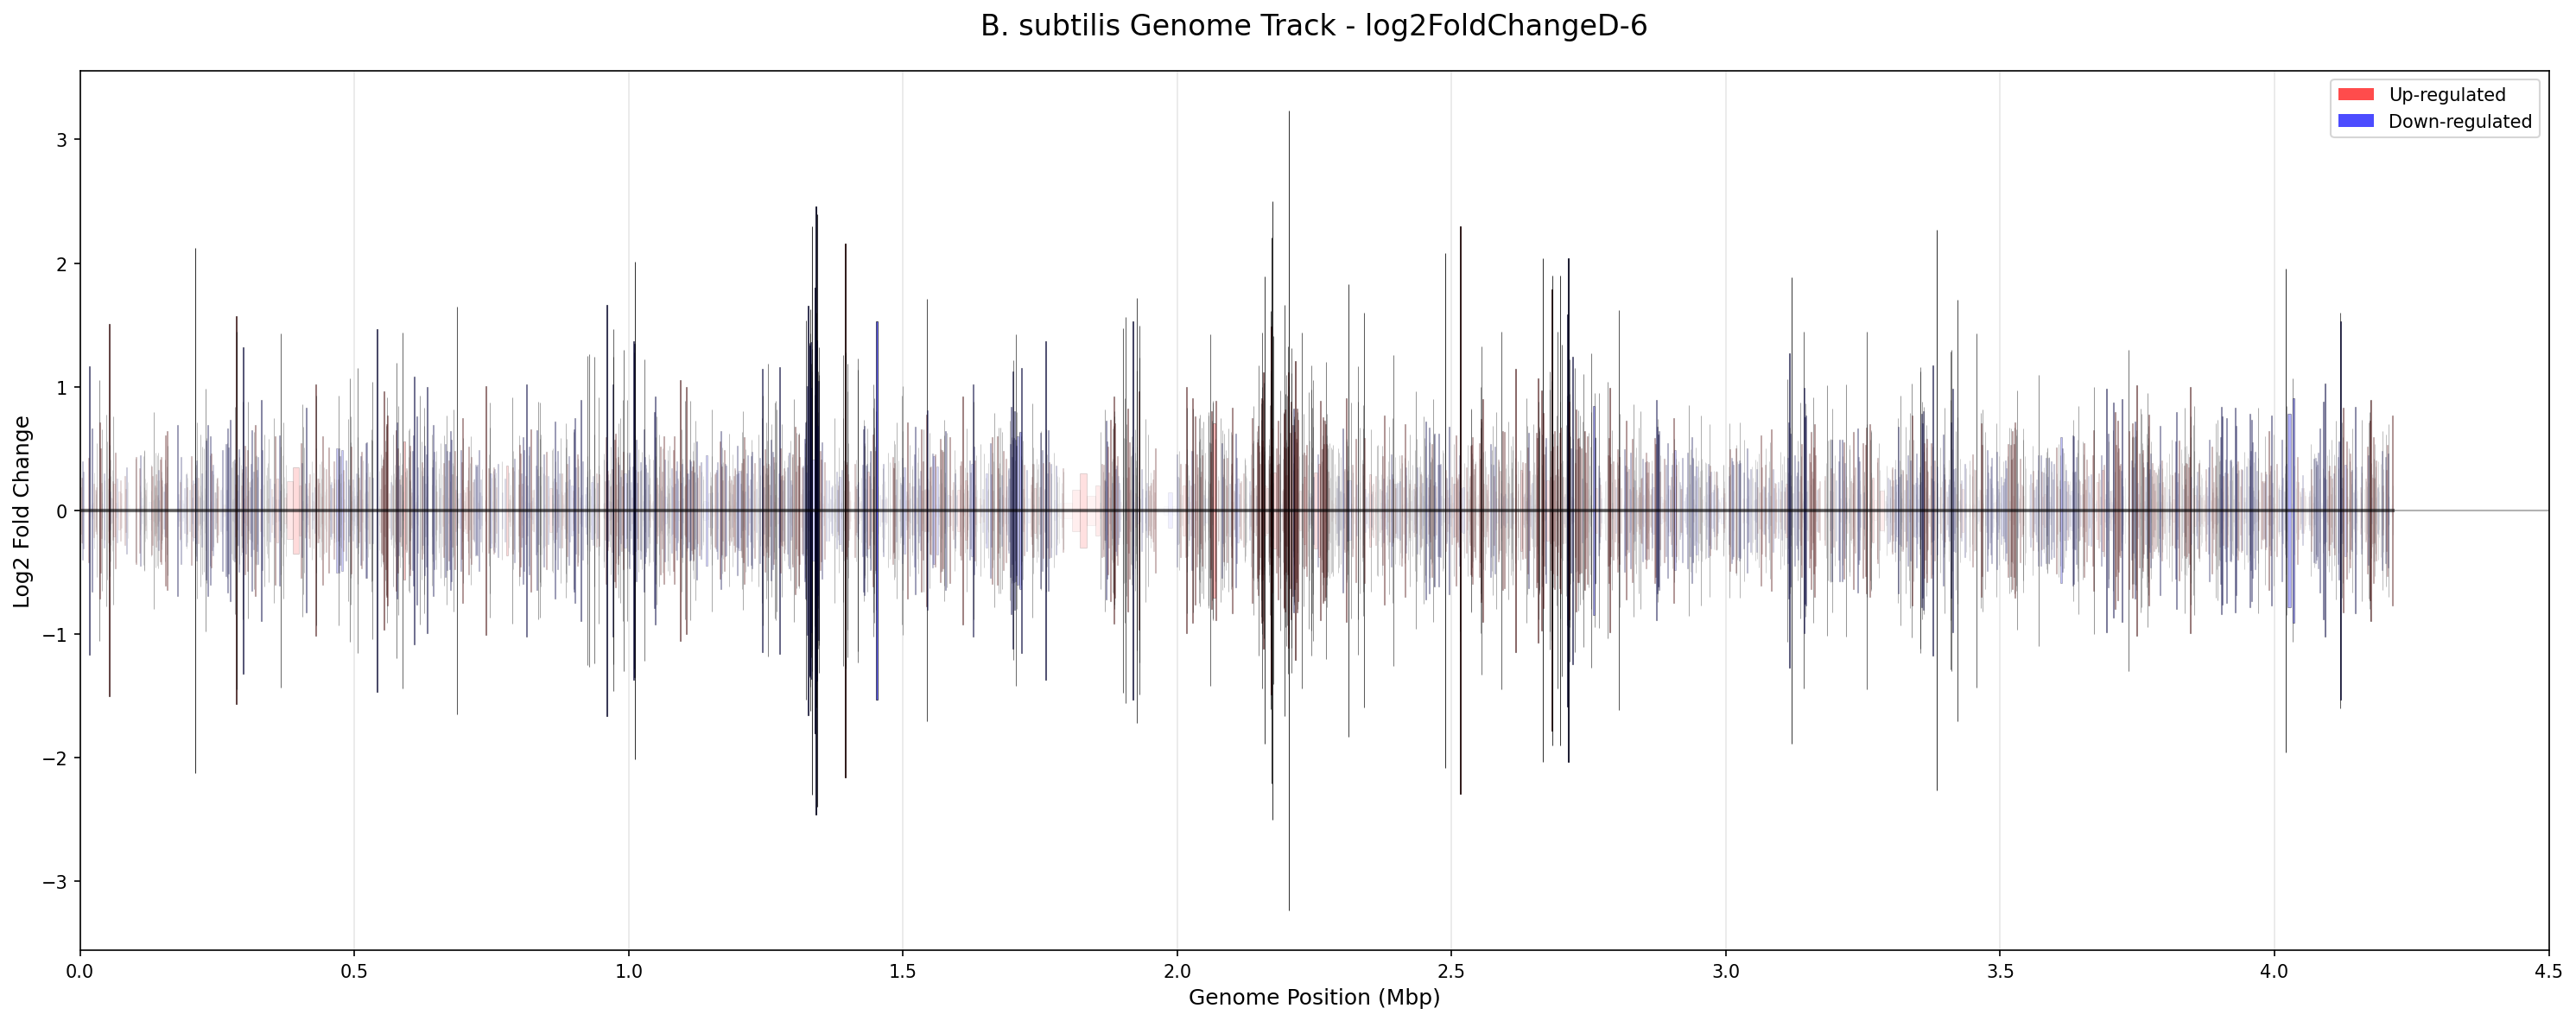 B. subtilis Genome Track - log2FoldChangeD-6
Up-regulated
Down-regulated
Log2 Fold Change
3
2
1
0
−1
−2
−3
0.0 0.5 1.0 1.5 2.0 2.5 3.0 3.5 4.0 4.5
Genome Position (Mbp)